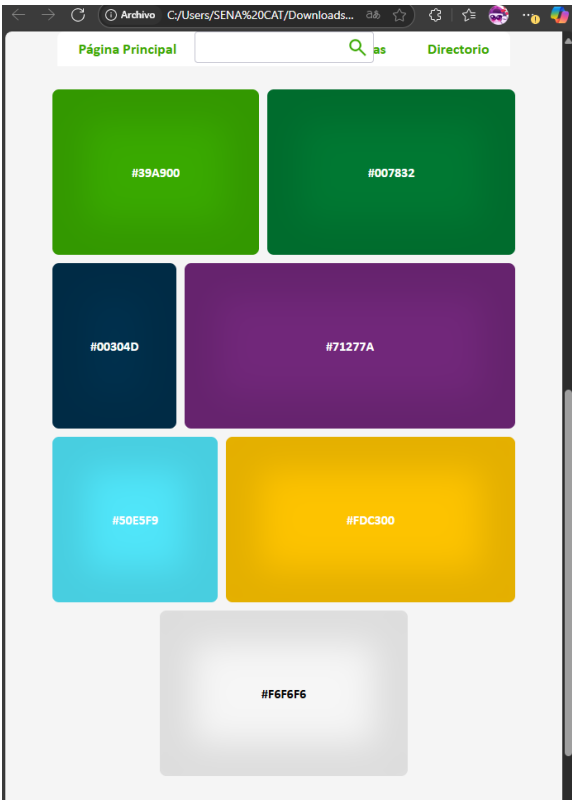 Archivo C:/Users/SENA%20CAT/Downloads...
Página Principal as Directorio
#39A900 #007832
#00304D #71277A
#50E5F9 #FDC300
#F6F6F6